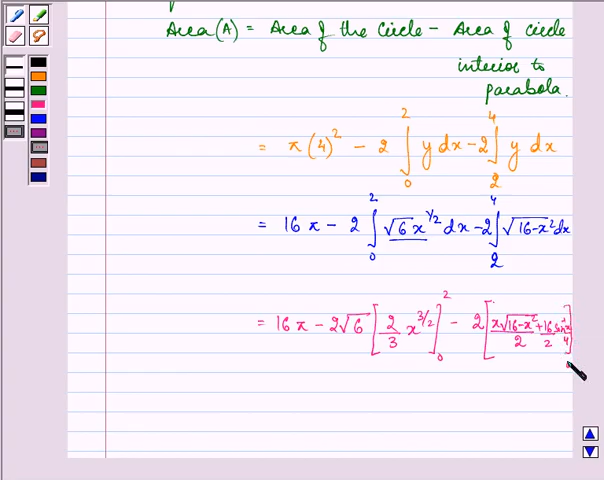 Area (A) = Area of the circle - Area of circle
interior to
parabola.
= π(4)² - 2 ∫₀² y dx - 2 ∫₂⁴ y dx
= 16π - 2 ∫₀² √6 x^1/2 dx - 2 ∫₂⁴ √16-x² dx
= 16π - 2√6 [2/3 x^3/2]₀² - 2 [x√16-x²/2 + 16/2 sin⁻¹ x/4]